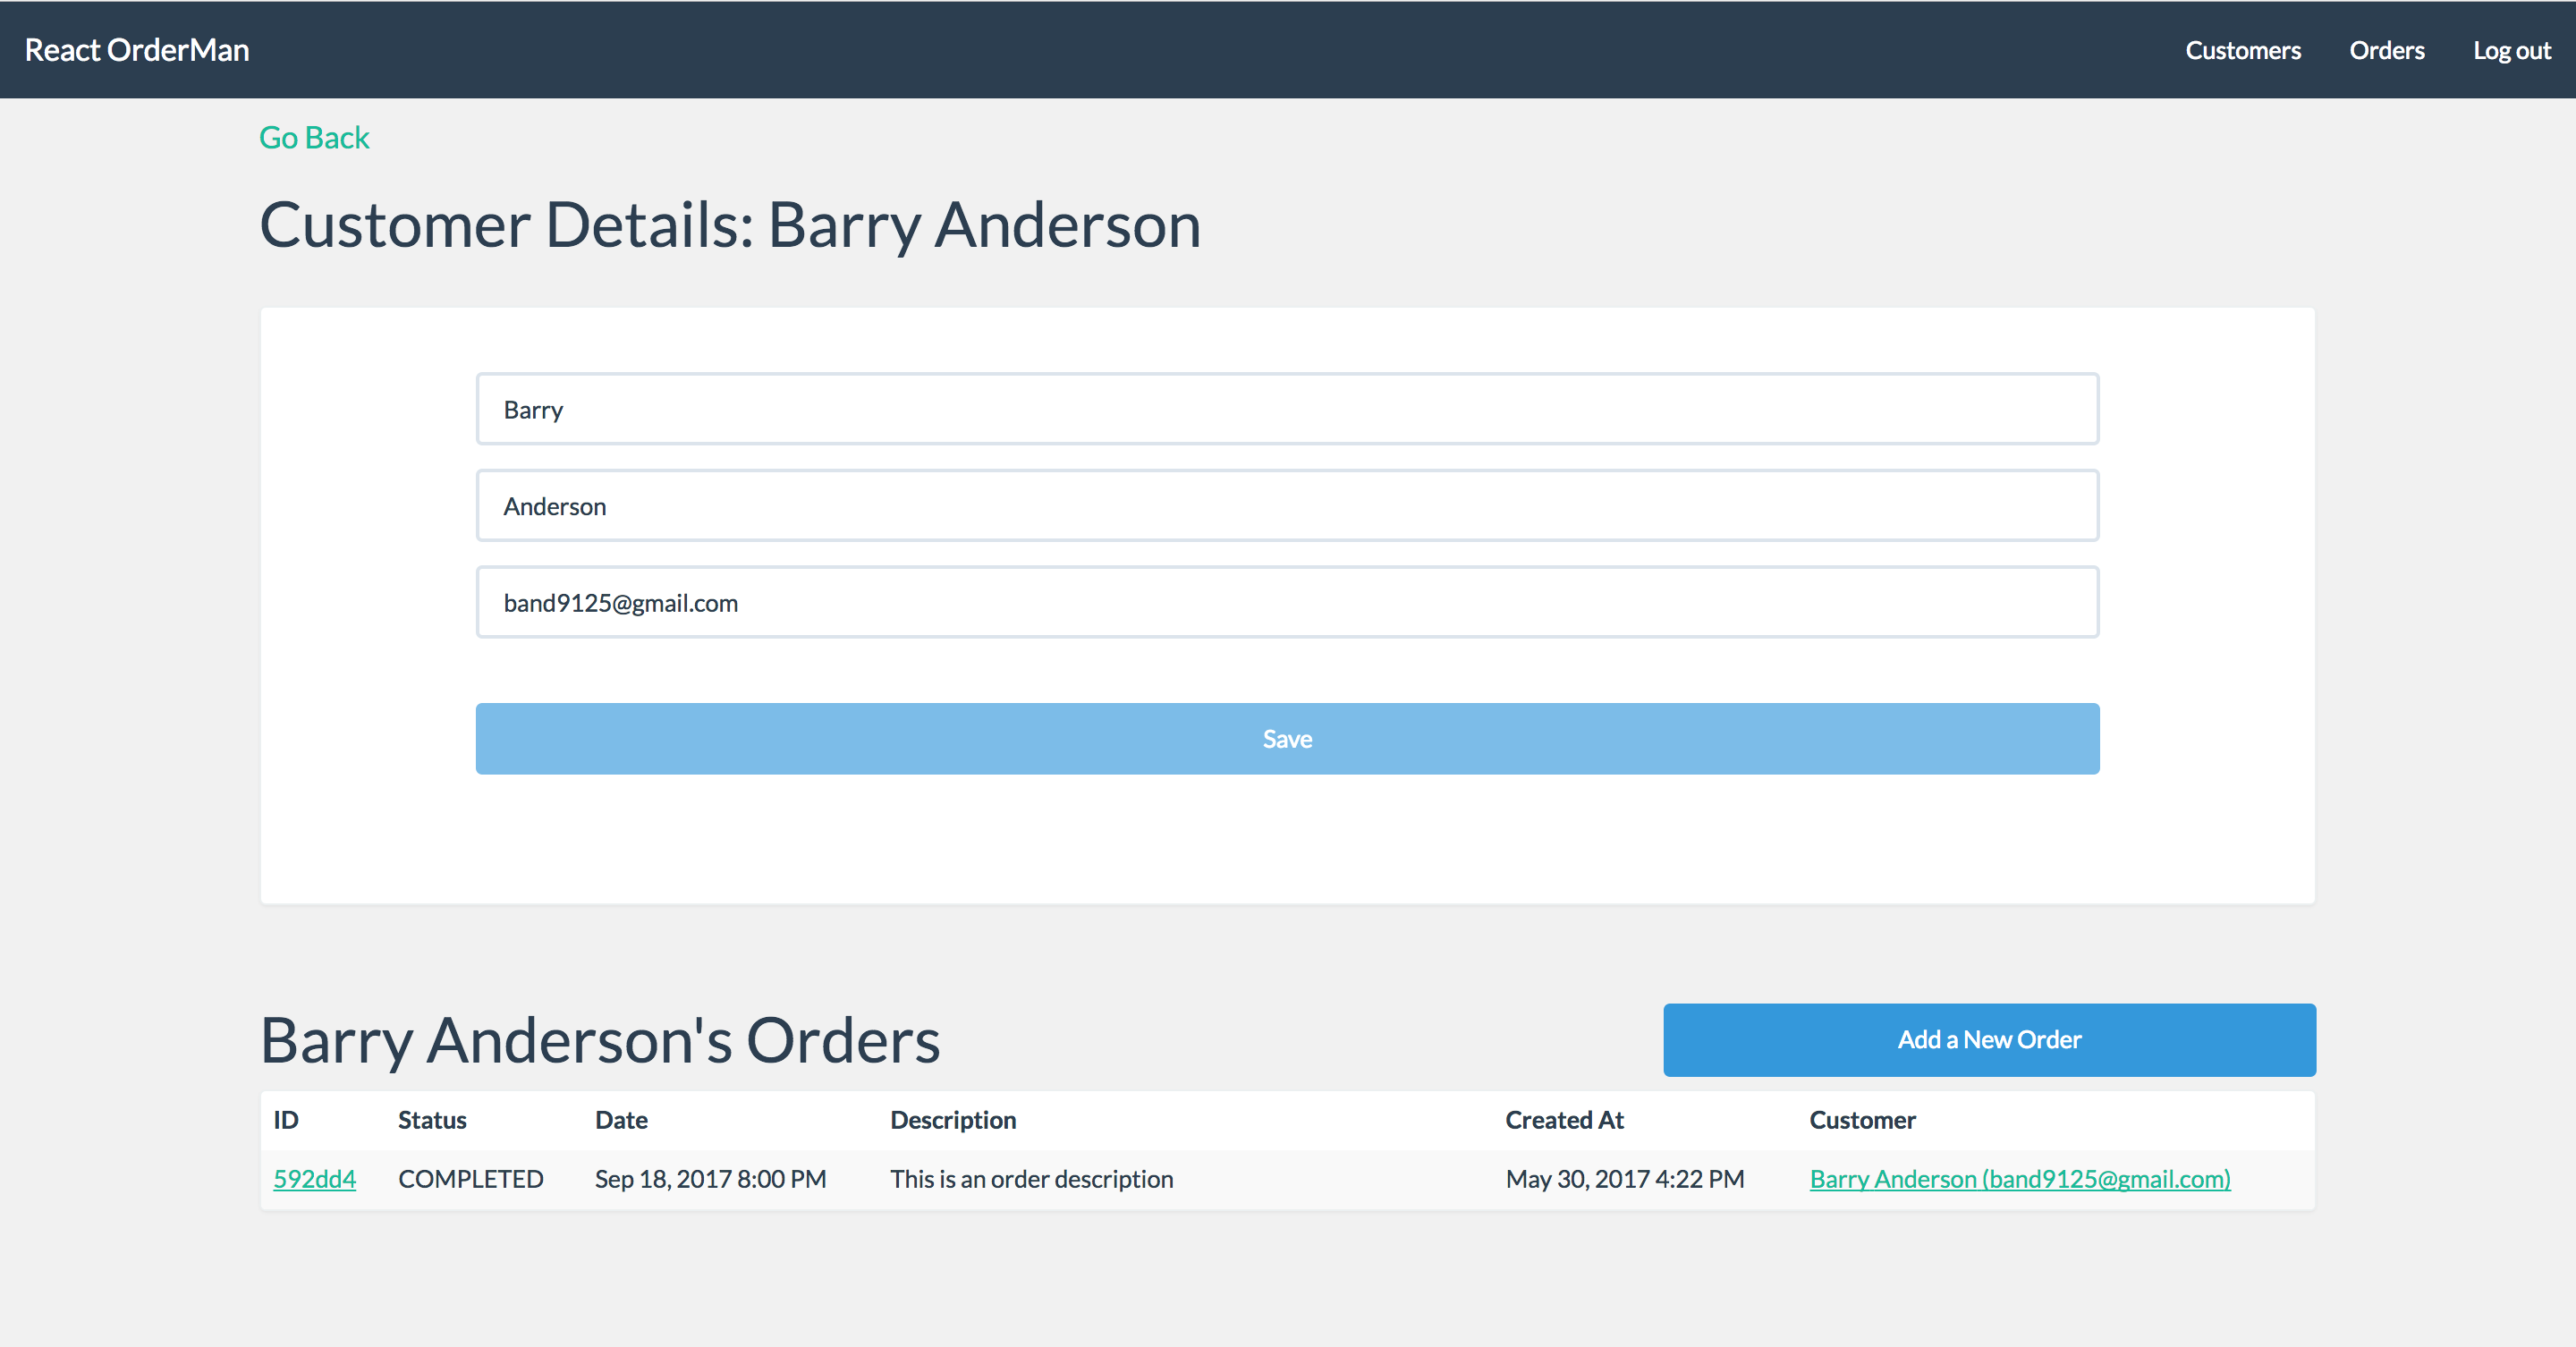 React OrderMan Customers Orders Log out
Go Back
Customer Details: Barry Anderson
Barry
Anderson
band9125@gmail.com
Save
Barry Anderson's Orders Add a New Order
ID Status Date Description Created At Customer
592dd4 COMPLETED Sep 18, 2017 8:00 PM This is an order description May 30, 2017 4:22 PM Barry Anderson (band9125@gmail.com)